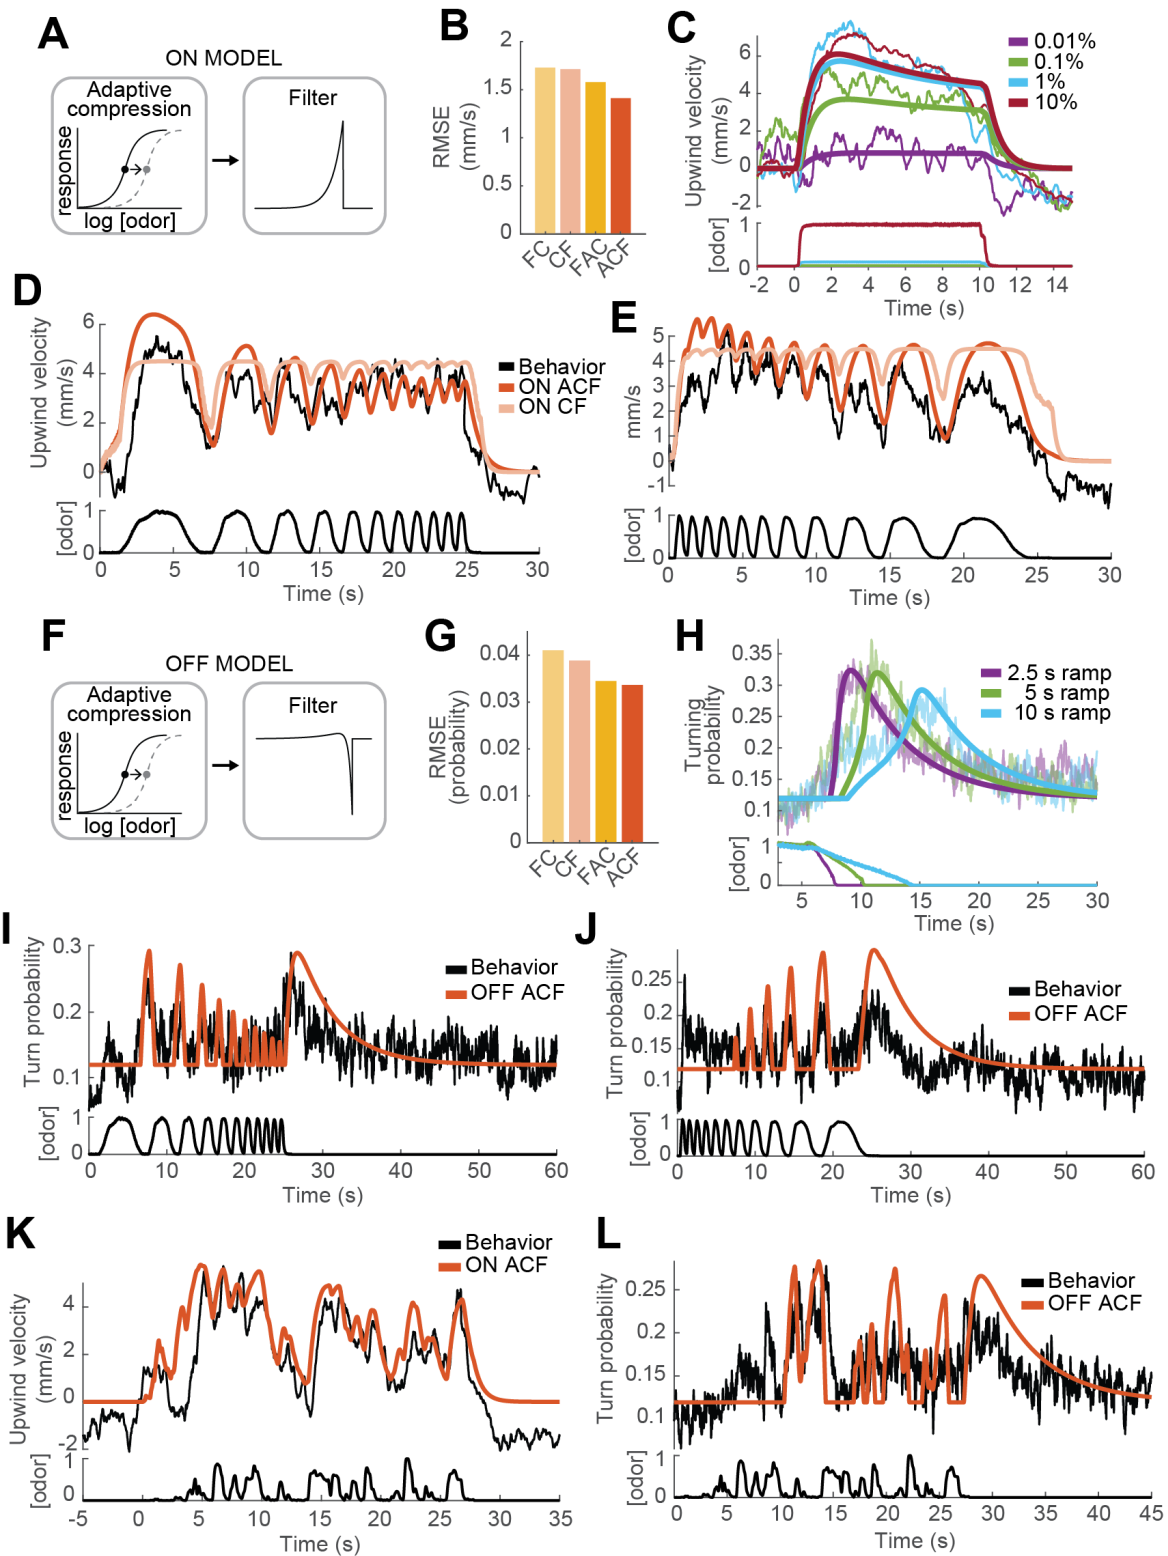 A
ON MODEL
Adaptive
compression
response
log [odor]
Filter
B
RMSE
(mm/s)
2
1.5
1
0.5
0
FC
CF
FAC
ACF
C
Upwind velocity
(mm/s)
6
4
2
0
-2
0.01%
0.1%
1%
10%
[odor]
1
0
-2 0 2 4 6 8 10 12 14
Time (s)
D
Upwind velocity
(mm/s)
6
4
2
0
Behavior
ON ACF
ON CF
[odor]
1
0
0 5 10 15 20 25 30
Time (s)
E
mm/s
5
4
3
2
1
0
-1
[odor]
1
0
0 5 10 15 20 25 30
Time (s)
F
OFF MODEL
Adaptive
compression
response
log [odor]
Filter
G
RMSE
(probability)
0.04
0.03
0.02
0.01
0
FC
CF
FAC
ACF
H
Turning
probability
0.35
0.3
0.25
0.2
0.15
0.1
2.5 s ramp
5 s ramp
10 s ramp
[odor]
1
0
5 10 15 20 25 30
Time (s)
I
Turn probability
0.3
0.2
0.1
Behavior
OFF ACF
[odor]
1
0
0 10 20 30 40 50 60
Time (s)
J
Turn probability
0.25
0.2
0.15
0.1
Behavior
OFF ACF
[odor]
1
0
0 10 20 30 40 50 60
Time (s)
K
Upwind velocity
(mm/s)
4
2
0
-2
Behavior
ON ACF
[odor]
1
0
-5 0 5 10 15 20 25 30 35
Time (s)
L
Turn probability
0.25
0.2
0.15
0.1
Behavior
OFF ACF
[odor]
1
0
0 5 10 15 20 25 30 35 40 45
Time (s)